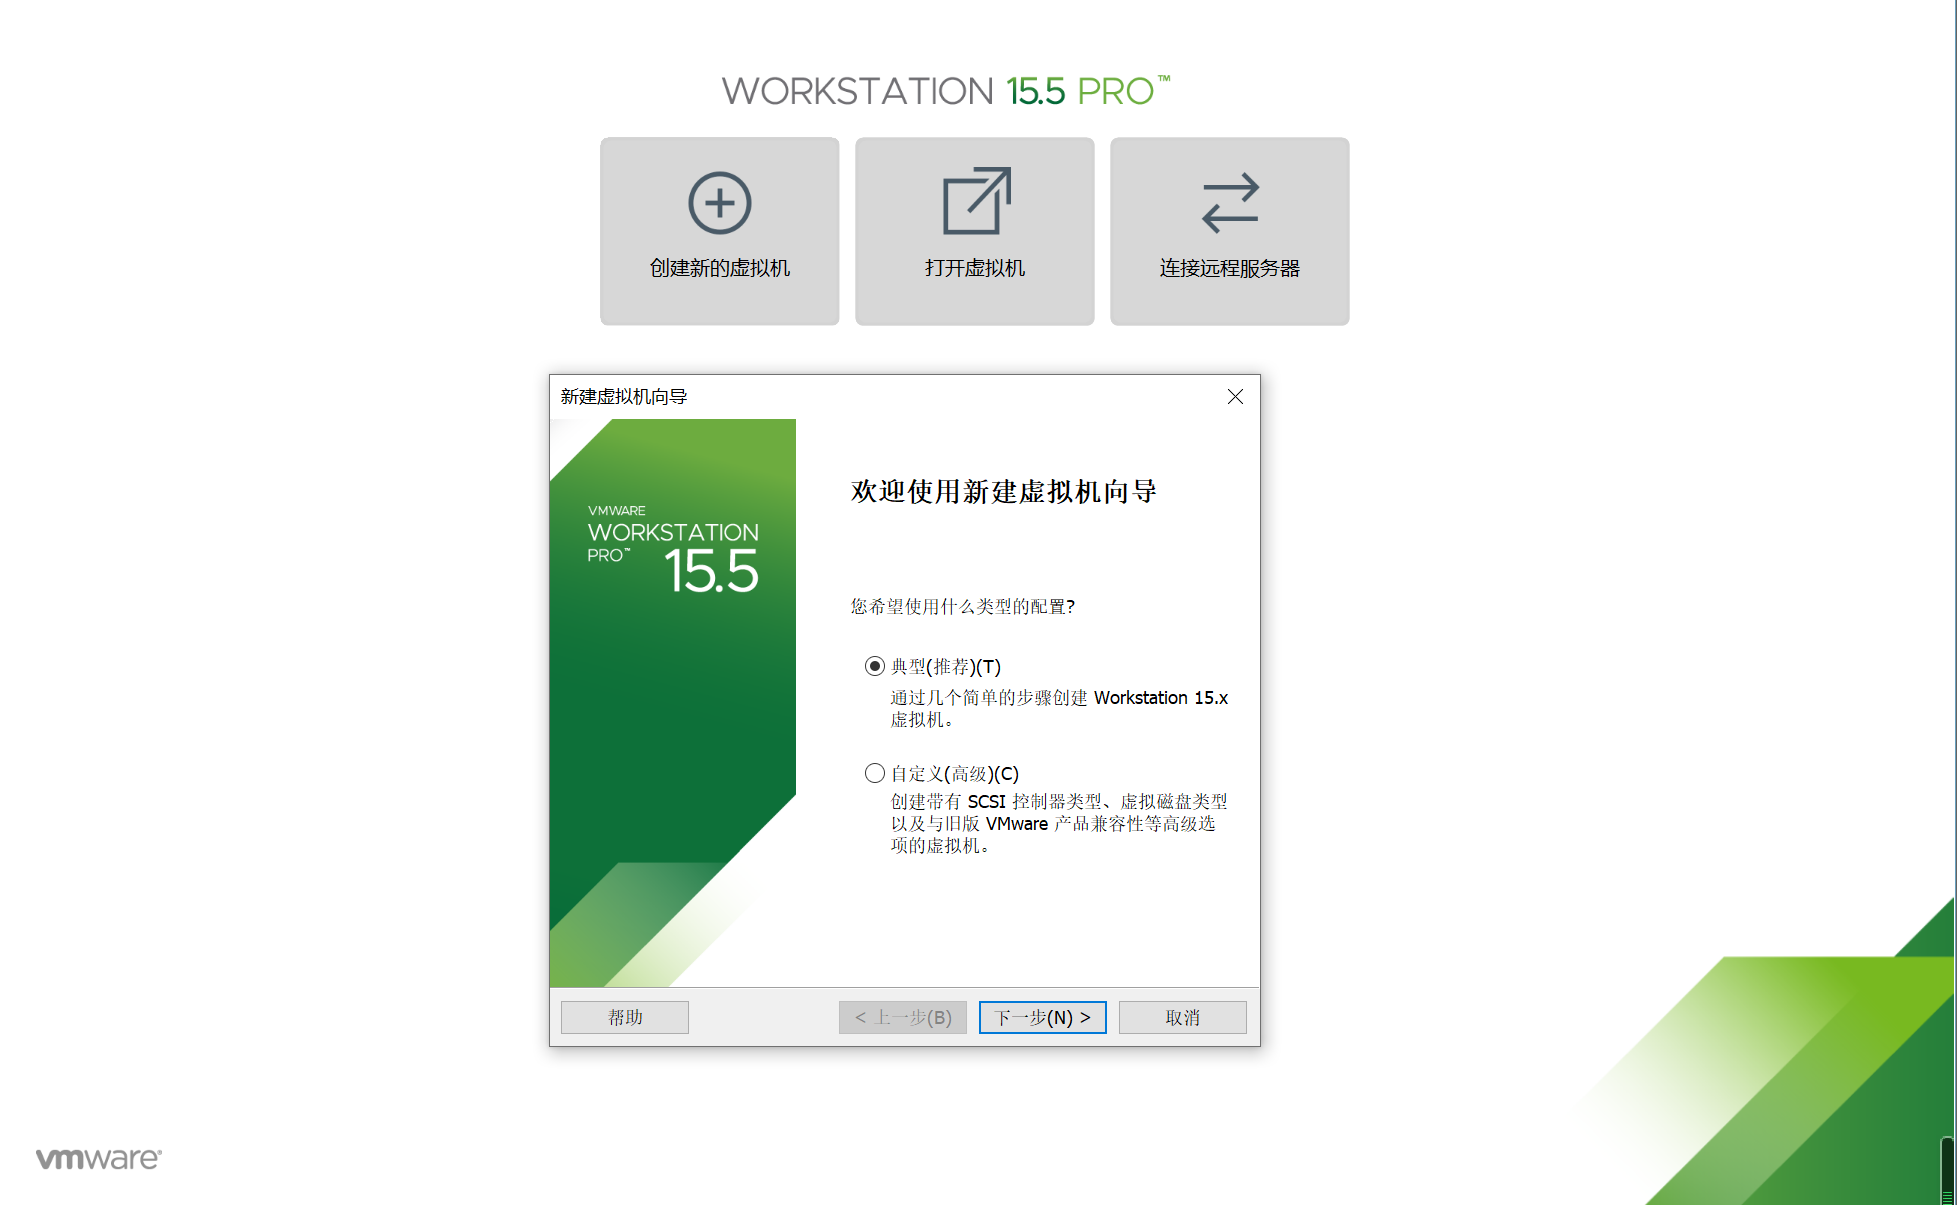 WORKSTATION 15.5 PRO™
创建新的虚拟机
打开虚拟机
连接远程服务器
新建虚拟机向导
VMWARE
WORKSTATION
PRO™ 15.5
欢迎使用新建虚拟机向导
您希望使用什么类型的配置?
典型(推荐)(T)
通过几个简单的步骤创建 Workstation 15.x
虚拟机。
自定义(高级)(C)
创建带有 SCSI 控制器类型、虚拟磁盘类型
以及与旧版 VMware 产品兼容性等高级选
项的虚拟机。
帮助
< 上一步(B)
下一步(N) >
取消
vmware®